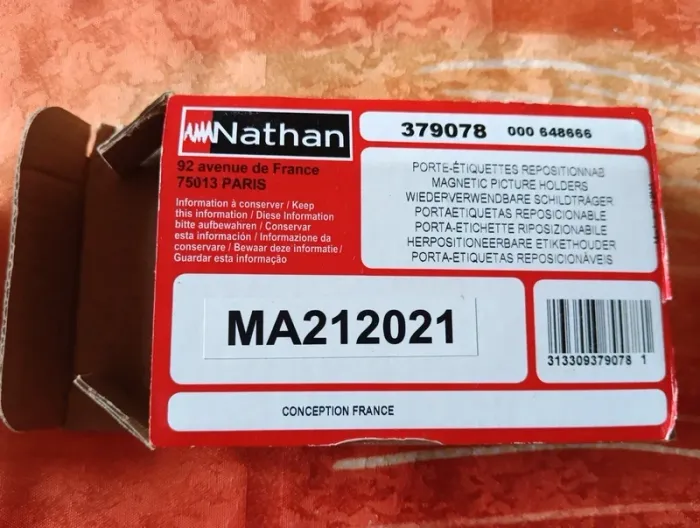 Nathan
92 avenue de France
75013 PARIS
Information à conserver / Keep
this information / Diese Information
bitte aufbewahren / Conservar
esta información / Informazione da
conservare / Bewaar deze informatie /
Guardar esta informação
379078 000 648666
PORTE-ÉTIQUETTES REPOSITIONNAB
MAGNETIC PICTURE HOLDERS
WIEDERVERWENDBARE SCHILDTRÄGER
PORTAETIQUETAS REPOSICIONABLE
PORTA-ETICHETTE RIPOSIZIONABILE
HERPOSITIONEERBARE ETIKETHOUDER
PORTA-ETIQUETAS REPOSICIONÁVEIS
MA212021
313309379078 1
CONCEPTION FRANCE